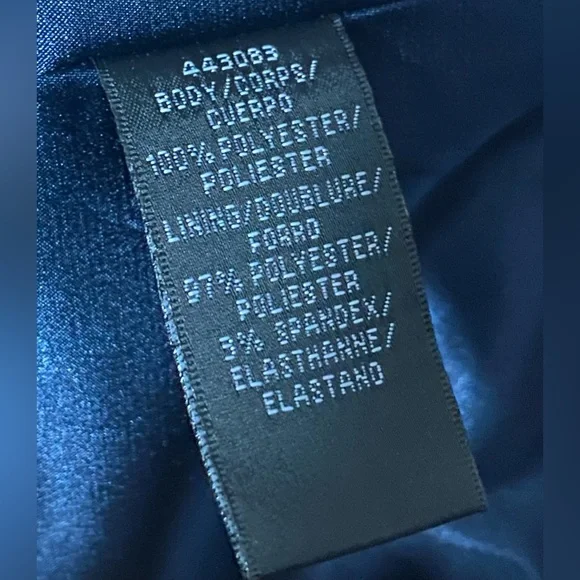 443083
BODY/CORPS/
CUERPO
100% POLYESTER/
POLIESTER
LINING/DOUBLURE/
FORRO
97% POLYESTER/
POLIESTER
3% SPANDEX/
ELASTHANNE/
ELASTANO